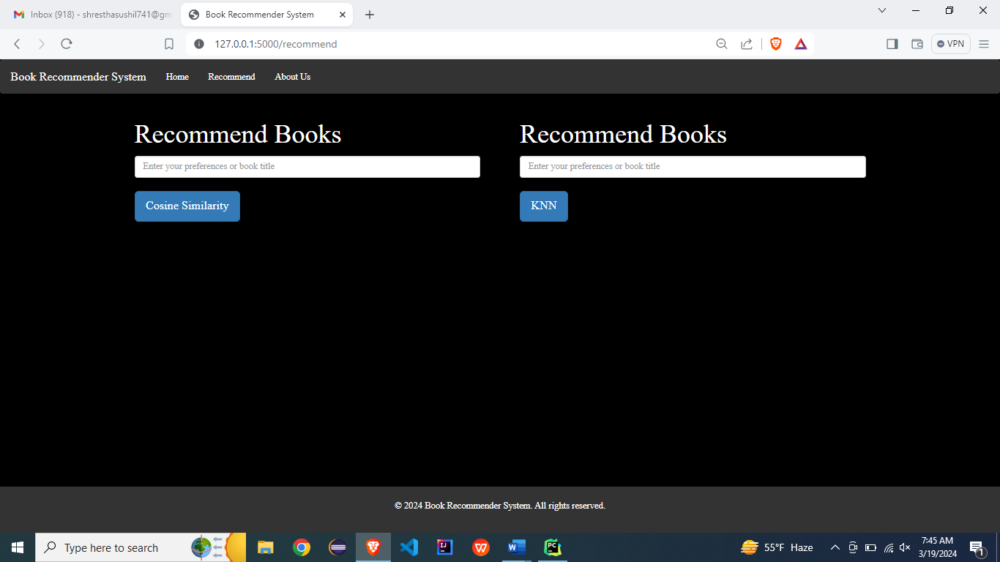 Inbox (918) - shresthasushil741@gm
Book Recommender System
127.0.0.1:5000/recommend
VPN
Book Recommender System Home Recommend About Us
Recommend Books
Enter your preferences or book title
Cosine Similarity
Recommend Books
Enter your preferences or book title
KNN
© 2024 Book Recommender System. All rights reserved.
Type here to search
IJ
W
PC
55°F Haze
7:45 AM
3/19/2024
1